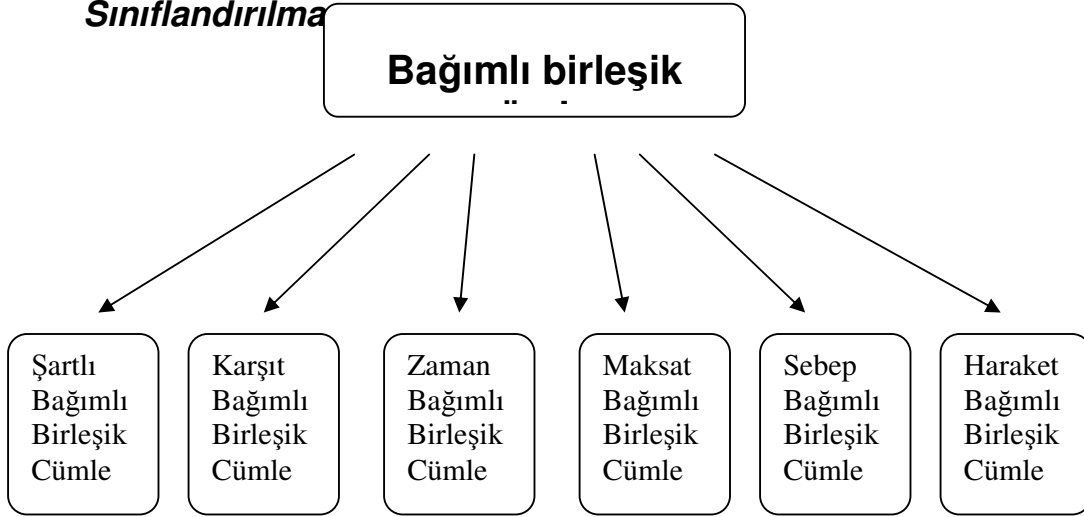 Sınıflandırılma
Bağımlı birleşik
Şartlı
Bağımlı
Birleşik
Cümle
Karşıt
Bağımlı
Birleşik
Cümle
Zaman
Bağımlı
Birleşik
Cümle
Maksat
Bağımlı
Birleşik
Cümle
Sebep
Bağımlı
Birleşik
Cümle
Haraket
Bağımlı
Birleşik
Cümle